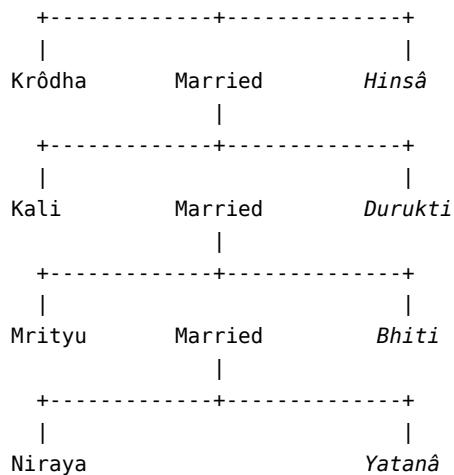 Krôdha Married Hinsâ
Kali Married Durukti
Mrityu Married Bhiti
Niraya Yatanâ